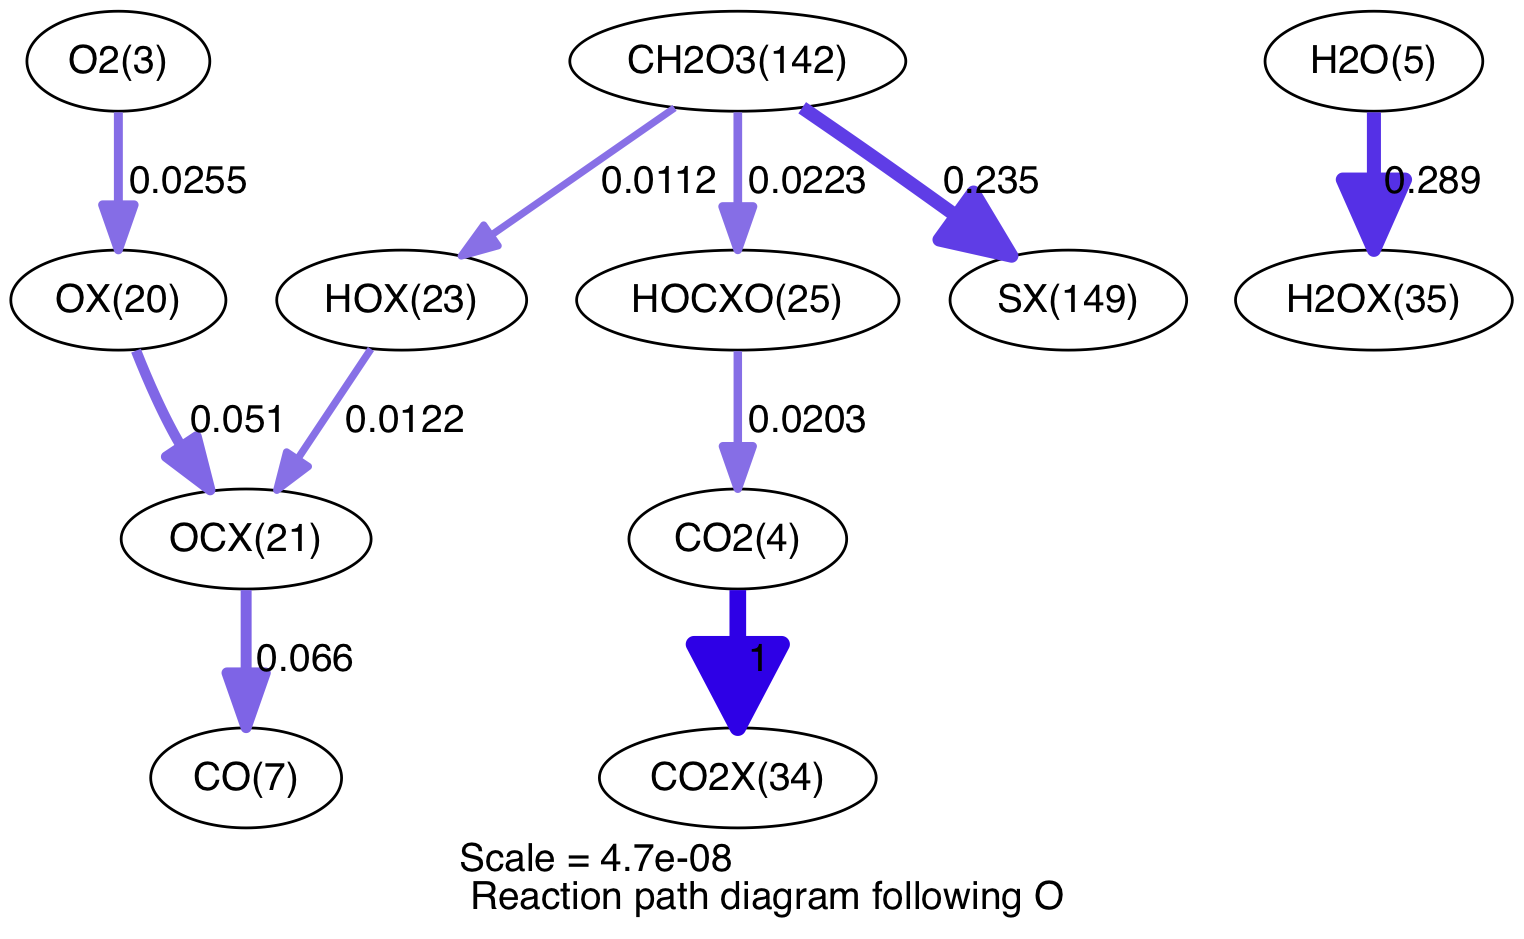 O2(3)
CH2O3(142)
H2O(5)
0.0255
0.0112
0.0223
0.235
0.289
OX(20)
HOX(23)
HOCXO(25)
SX(149)
H2OX(35)
0.051
0.0122
0.0203
OCX(21)
CO2(4)
0.066
1
CO(7)
CO2X(34)
Scale = 4.7e-08
Reaction path diagram following O